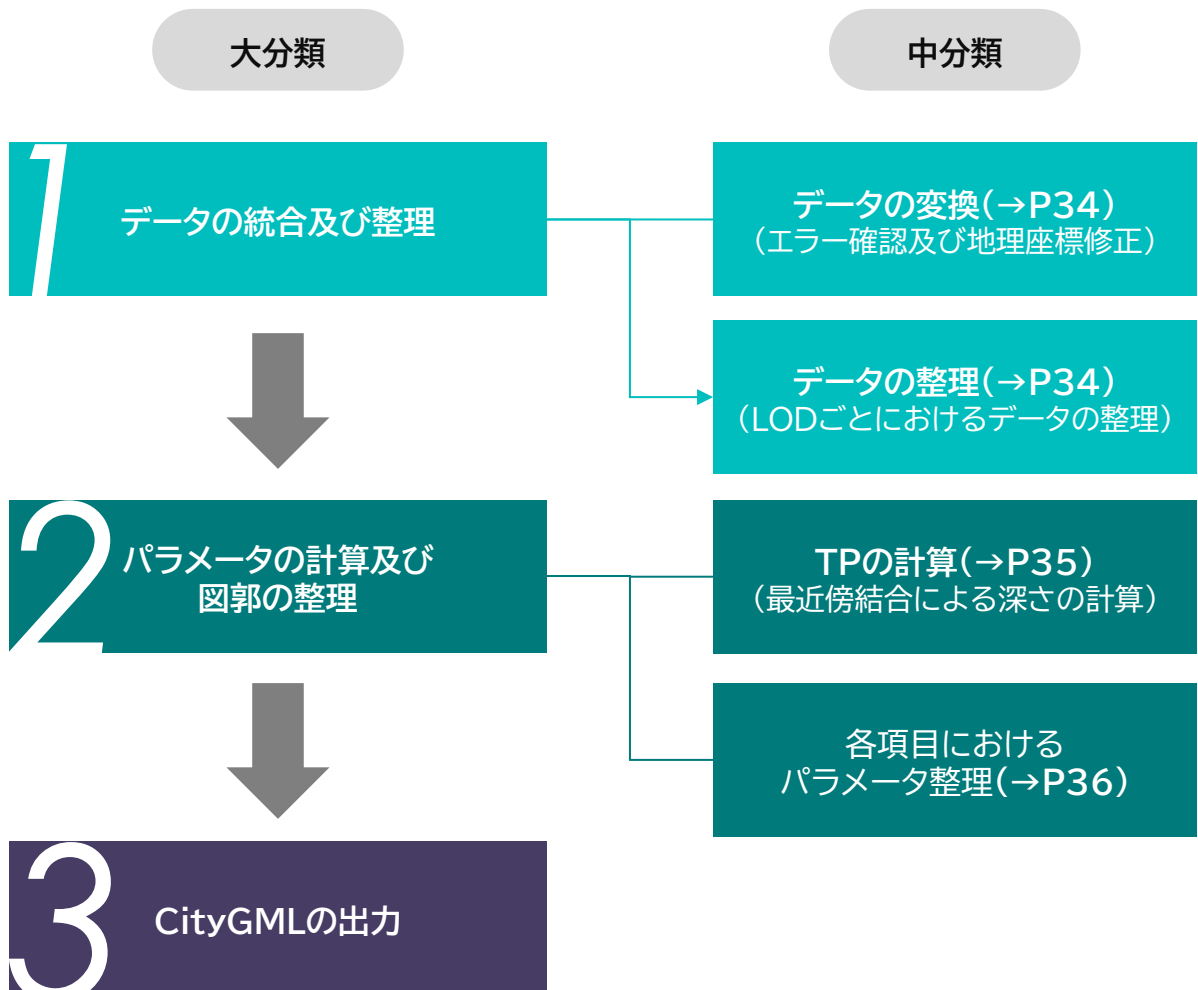 大分類
中分類
1
データの統合及び整理
データの変換(→P34)
(エラー確認及び地理座標修正)
データの整理(→P34)
(LODごとにおけるデータの整理)
2
パラメータの計算及び
図郭の整理
TPの計算(→P35)
(最近傍結合による深さの計算)
各項目における
パラメータ整理(→P36)
3
CityGMLの出力